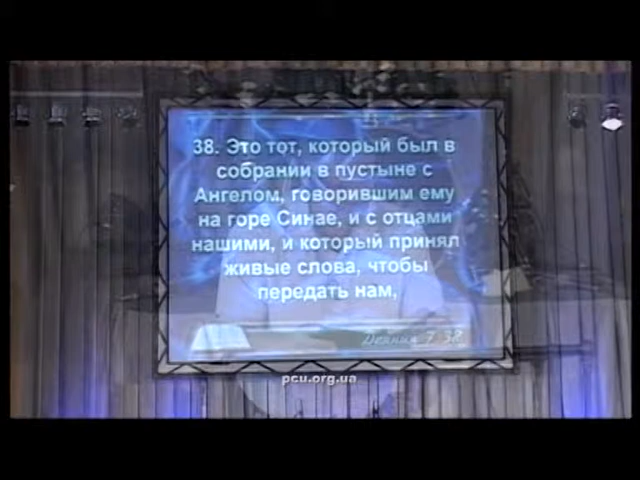 38. Это тот, который был в
собрании в пустыне с
Ангелом, говорившим ему
на горе Синае, и с отцами
нашими, и который принял
живые слова, чтобы
передать нам,
Деяния 7:38
pcu.org.ua